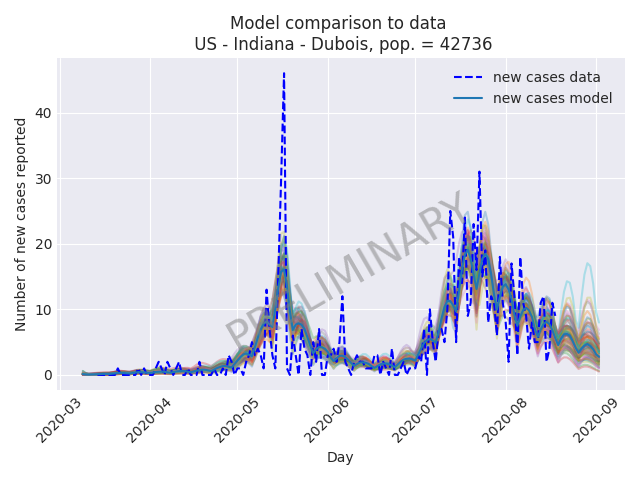 Model comparison to data
US - Indiana - Dubois, pop. = 42736
new cases data
new cases model
Number of new cases reported
40
30
20
10
0
PRELIMINARY
2020-03
2020-04
2020-05
2020-06
2020-07
2020-08
2020-09
Day